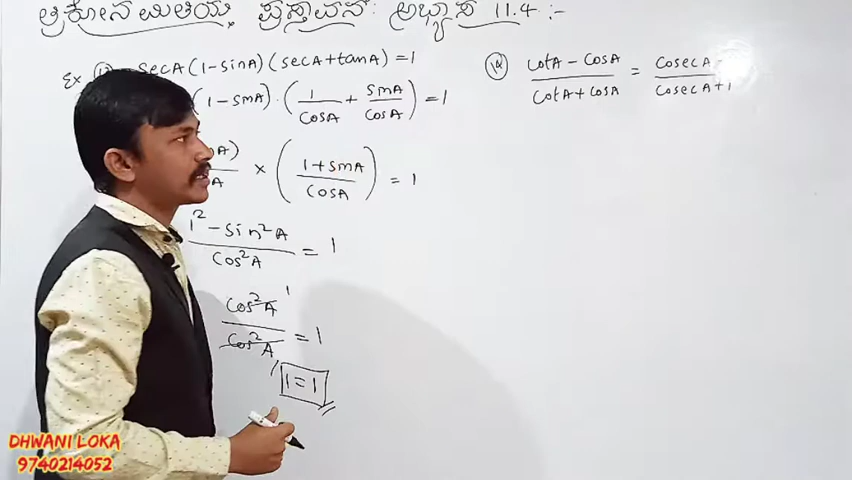 ತ್ರಿಕೋನಮಿತಿಯ ಪ್ರಸ್ತಾವನೆ: ಅಭ್ಯಾಸ 11.4 :-
Ex (13) secA(1-sinA)(secA+tanA)=1
(1-sinA) · (1/cosA + sinA/cosA) = 1
× (1+sinA / cosA) = 1
1² - sin²A / cos²A = 1
cos²A / cos²A = 1
1 = 1
cotA - cosA / cotA + cosA = cosecA - / cosecA + 1
DHWANI LOKA
9740214052